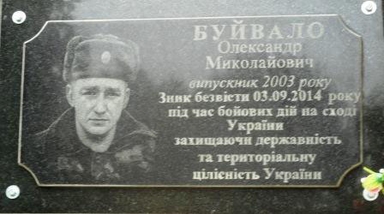 БУЙВАЛО
Олександр
Миколайович
випускник 2003 року
Зник безвісти 03.09.2014 року
під час бойових дій на сході
України
захищаючи державність
та територіальну
цілісність України